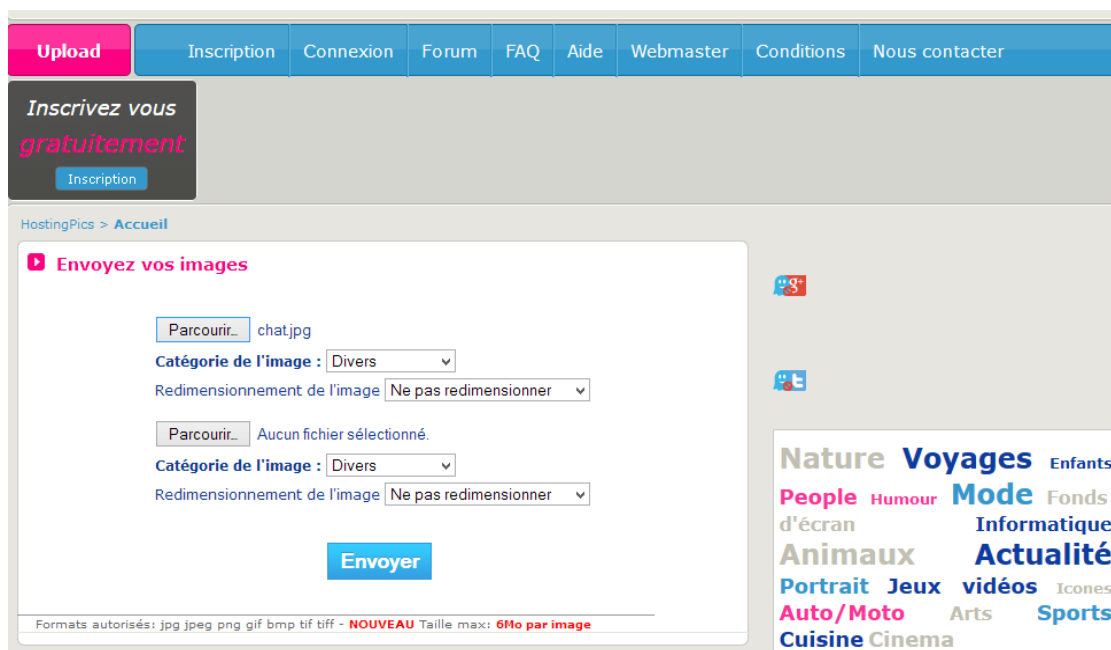 Upload Inscription Connexion Forum FAQ Aide Webmaster Conditions Nous contacter
Inscrivez vous
gratuitement
Inscription
HostingPics > Accueil
Envoyez vos images
Parcourir... chat.jpg
Catégorie de l'image : Divers
Redimensionnement de l'image Ne pas redimensionner
Parcourir... Aucun fichier sélectionné.
Catégorie de l'image : Divers
Redimensionnement de l'image Ne pas redimensionner
Envoyer
Formats autorisés: jpg jpeg png gif bmp tif tiff - NOUVEAU Taille max: 6Mo par image
g+
t
Nature Voyages Enfants
People Humour Mode Fonds
d'écran Informatique
Animaux Actualité
Portrait Jeux vidéos Icones
Auto/Moto Arts Sports
Cuisine Cinema